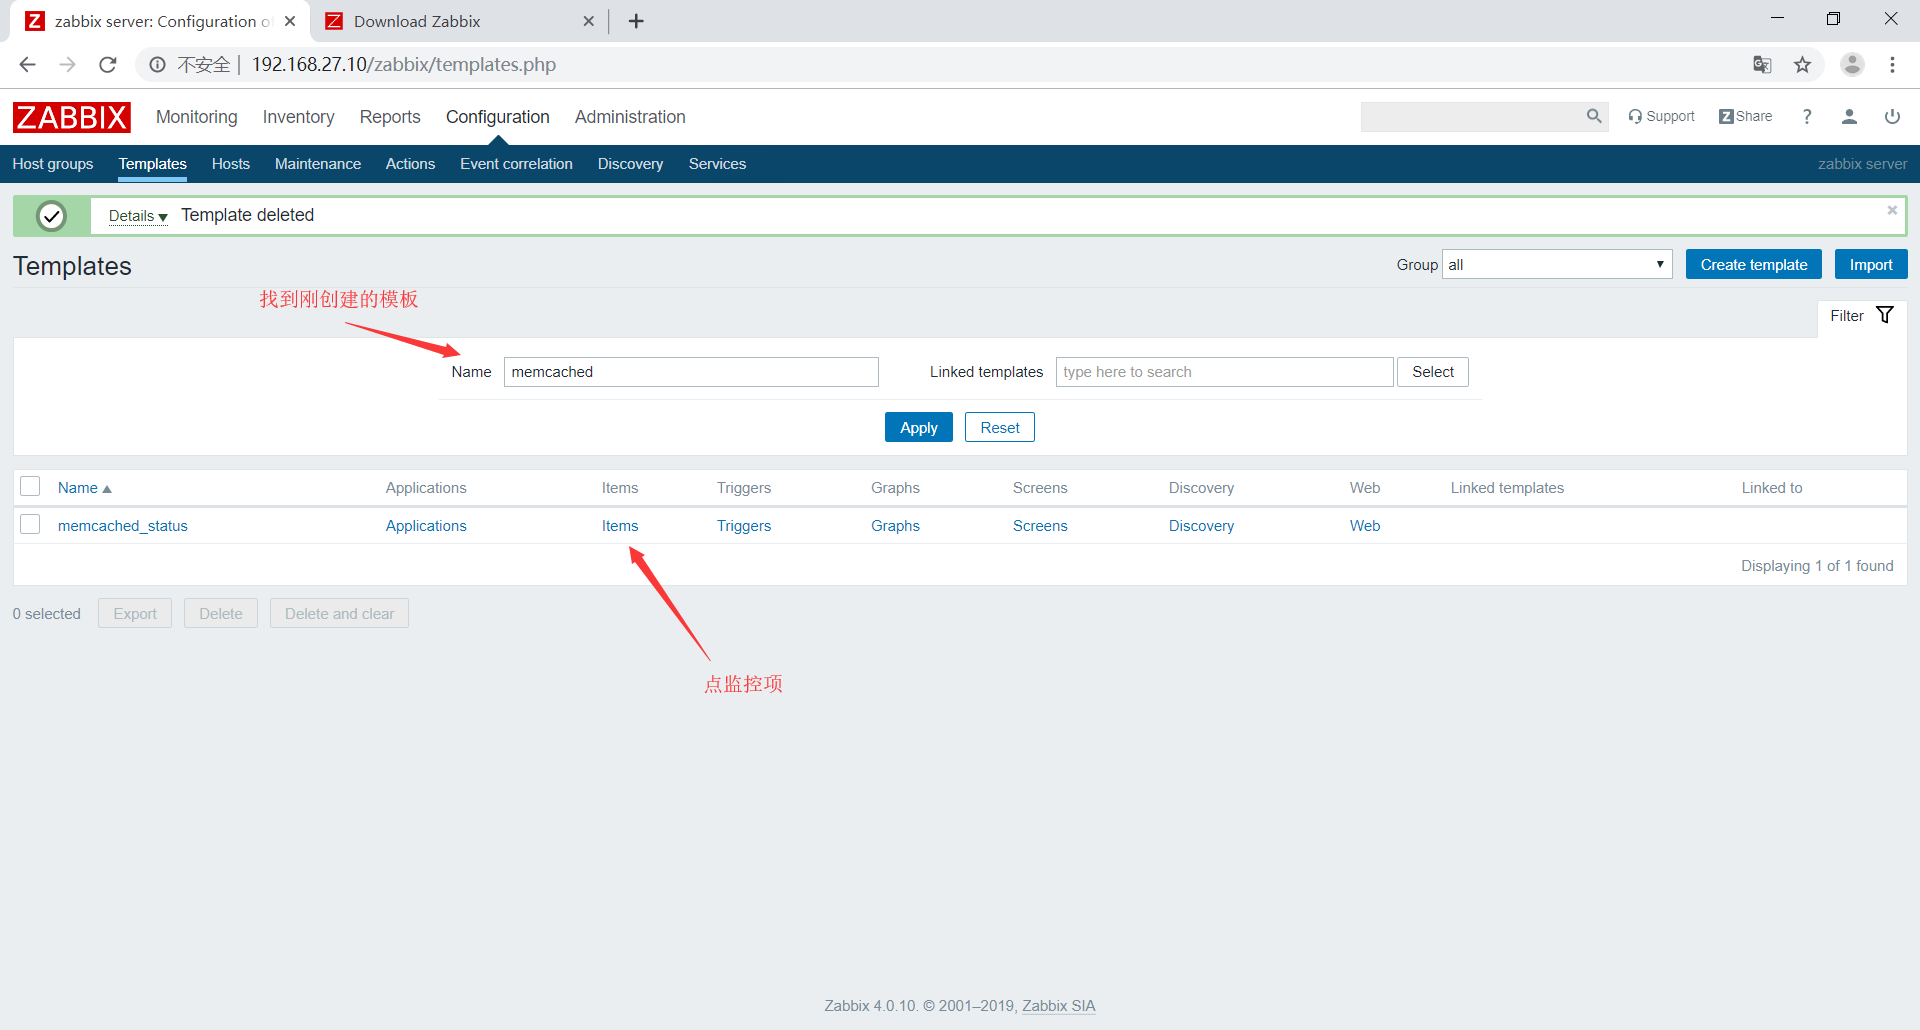 zabbix server: Configuration o
Download Zabbix
不安全 192.168.27.10/zabbix/templates.php
ZABBIX Monitoring Inventory Reports Configuration Administration Support Z Share ?
Host groups Templates Hosts Maintenance Actions Event correlation Discovery Services zabbix server
Details Template deleted
Templates Group all Create template Import
找到刚创建的模板
Filter
Name memcached Linked templates type here to search Select
Apply Reset
Name Applications Items Triggers Graphs Screens Discovery Web Linked templates Linked to
memcached_status Applications Items Triggers Graphs Screens Discovery Web
Displaying 1 of 1 found
0 selected Export Delete Delete and clear
点监控项
Zabbix 4.0.10. © 2001–2019, Zabbix SIA